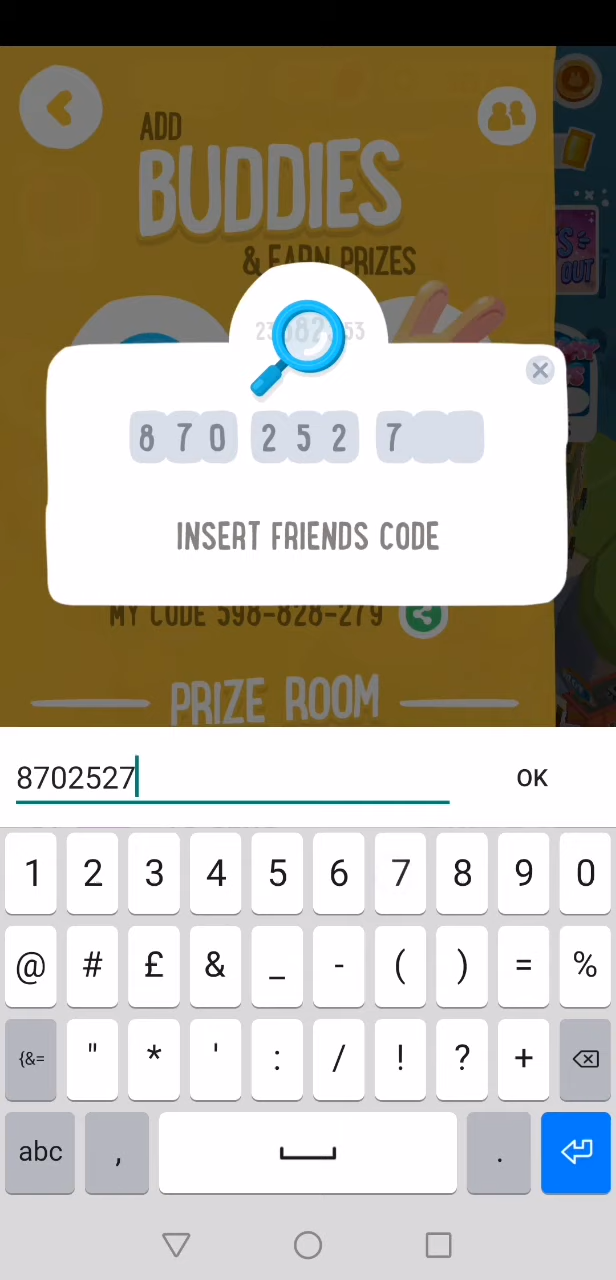 ADD
BUDDIES
& EARN PRIZES
OUT
8 7 0 2 5 2 7
INSERT FRIENDS CODE
MY CODE 598-828-279
PRIZE ROOM
8702527
OK
1 2 3 4 5 6 7 8 9 0
@ # £ & _ - ( ) = %
{&= " * ' : / ! ? +
abc , .